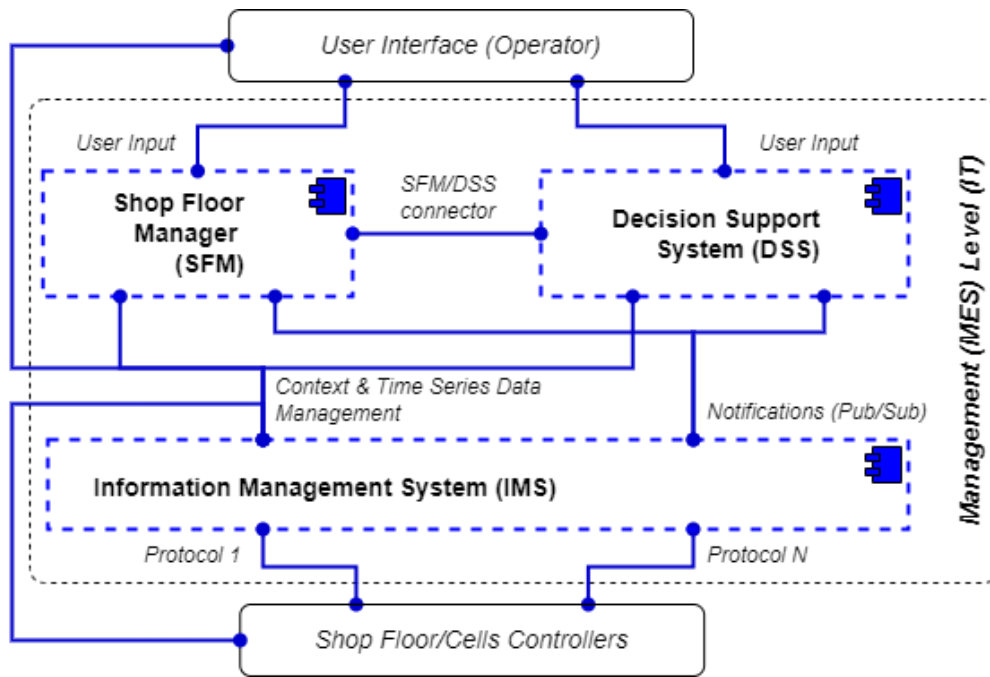 User Interface (Operator)
User Input
User Input
Shop Floor
Manager
(SFM)
SFM/DSS
connector
Decision Support
System (DSS)
Management (MES) Level (IT)
Context & Time Series Data
Management
Notifications (Pub/Sub)
Information Management System (IMS)
Protocol 1
Protocol N
Shop Floor/Cells Controllers